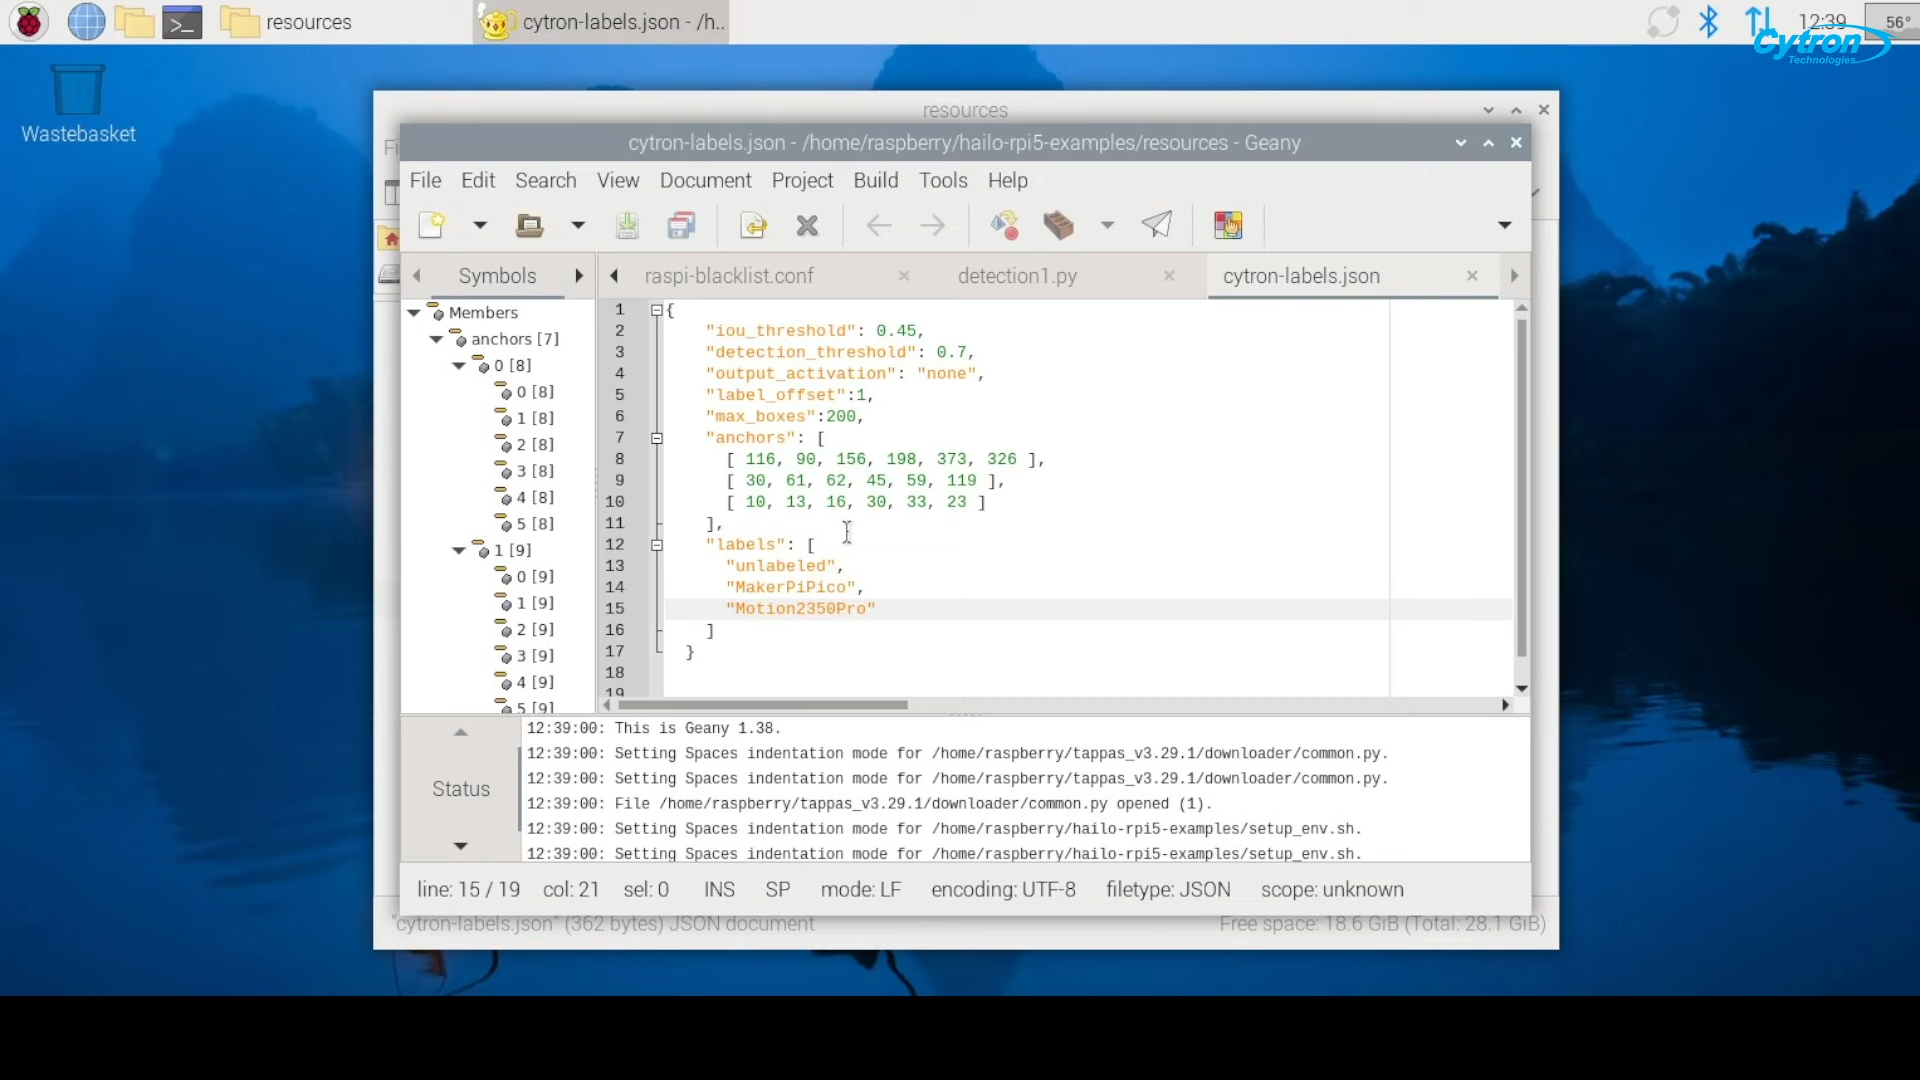 resources
cytron-labels.json - /h..
12:39
56°
Cytron
Technologies
Wastebasket
resources
cytron-labels.json - /home/raspberry/hailo-rpi5-examples/resources - Geany
File Edit Search View Document Project Build Tools Help
Symbols
raspi-blacklist.conf
detection1.py
cytron-labels.json
Members
anchors [7]
0 [8]
0 [8]
1 [8]
2 [8]
3 [8]
4 [8]
5 [8]
1 [9]
0 [9]
1 [9]
2 [9]
3 [9]
4 [9]
5 [9]
1 {
2 "iou_threshold": 0.45,
3 "detection_threshold": 0.7,
4 "output_activation": "none",
5 "label_offset":1,
6 "max_boxes":200,
7 "anchors": [
8 [ 116, 90, 156, 198, 373, 326 ],
9 [ 30, 61, 62, 45, 59, 119 ],
10 [ 10, 13, 16, 30, 33, 23 ]
11 ],
12 "labels": [
13 "unlabeled",
14 "MakerPiPico",
15 "Motion2350Pro"
16 ]
17 }
18
19
Status
12:39:00: This is Geany 1.38.
12:39:00: Setting Spaces indentation mode for /home/raspberry/tappas_v3.29.1/downloader/common.py.
12:39:00: Setting Spaces indentation mode for /home/raspberry/tappas_v3.29.1/downloader/common.py.
12:39:00: File /home/raspberry/tappas_v3.29.1/downloader/common.py opened (1).
12:39:00: Setting Spaces indentation mode for /home/raspberry/hailo-rpi5-examples/setup_env.sh.
12:39:00: Setting Spaces indentation mode for /home/raspberry/hailo-rpi5-examples/setup_env.sh.
line: 15 / 19 col: 21 sel: 0 INS SP mode: LF encoding: UTF-8 filetype: JSON scope: unknown
"cytron-labels.json" (362 bytes) JSON document
Free space: 18.6 GiB (Total: 28.1 GiB)